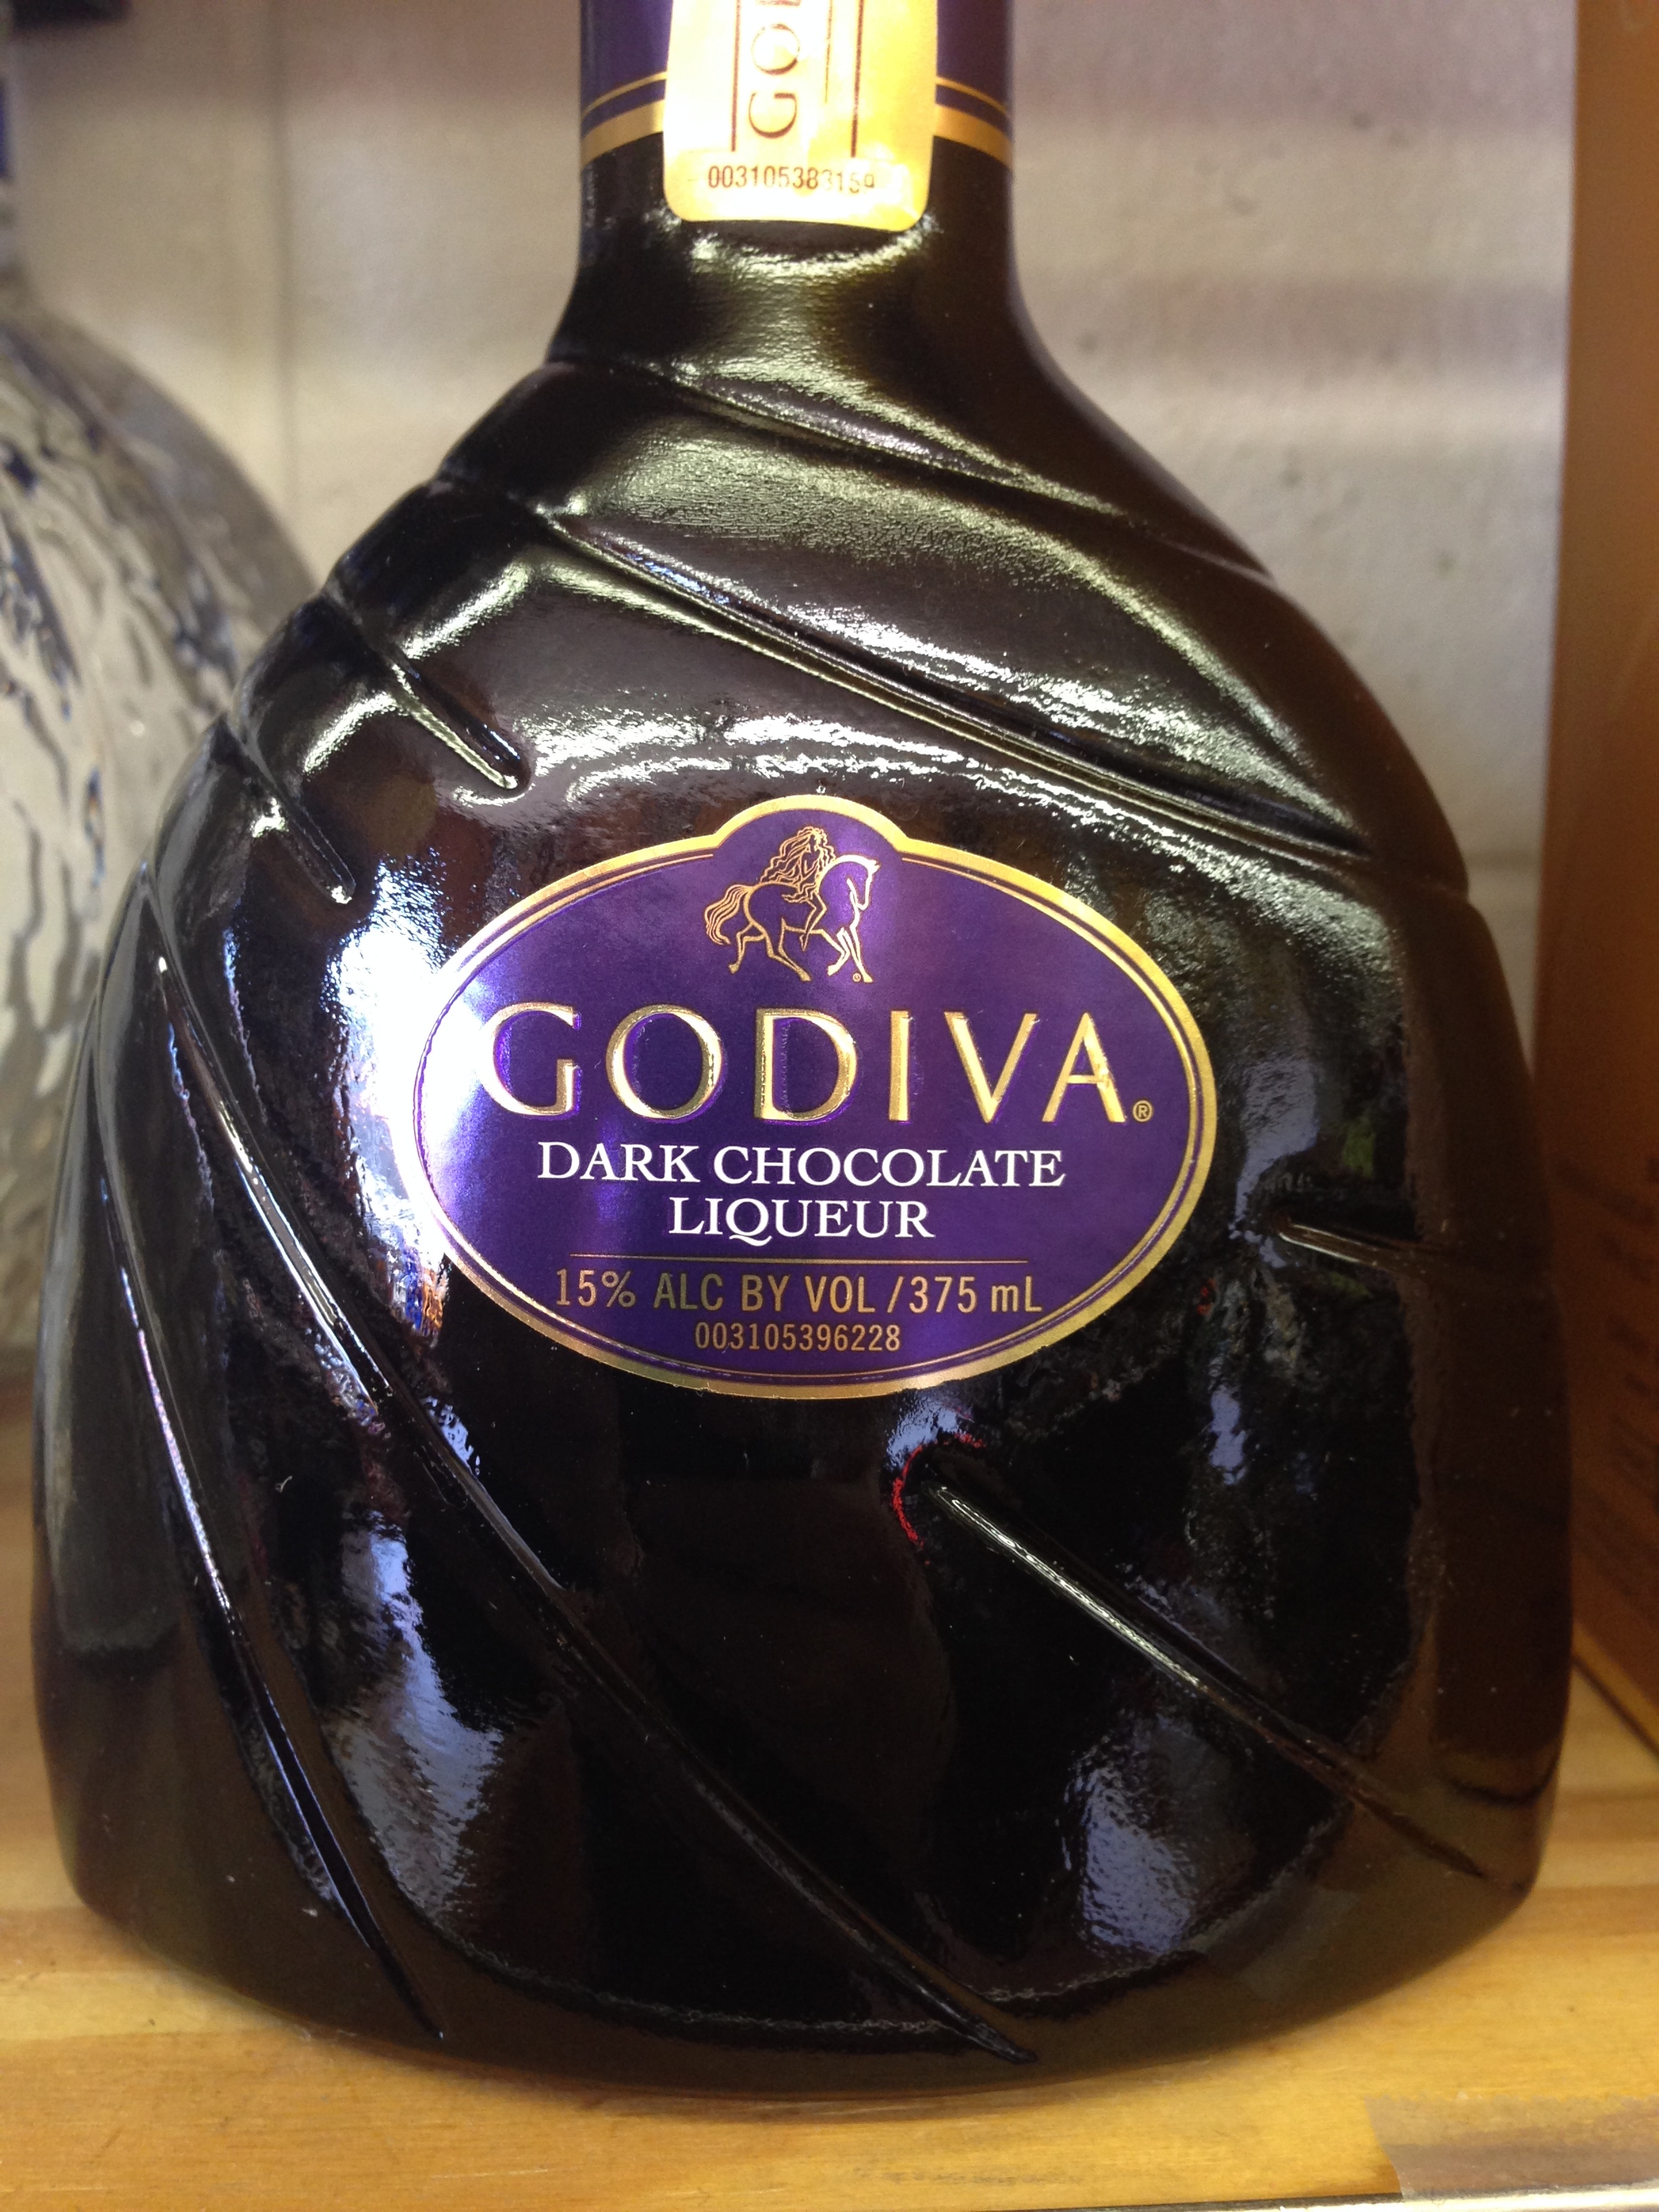 003105383159
GODIVA®
DARK CHOCOLATE
LIQUEUR
15% ALC BY VOL / 375 mL
003105396228